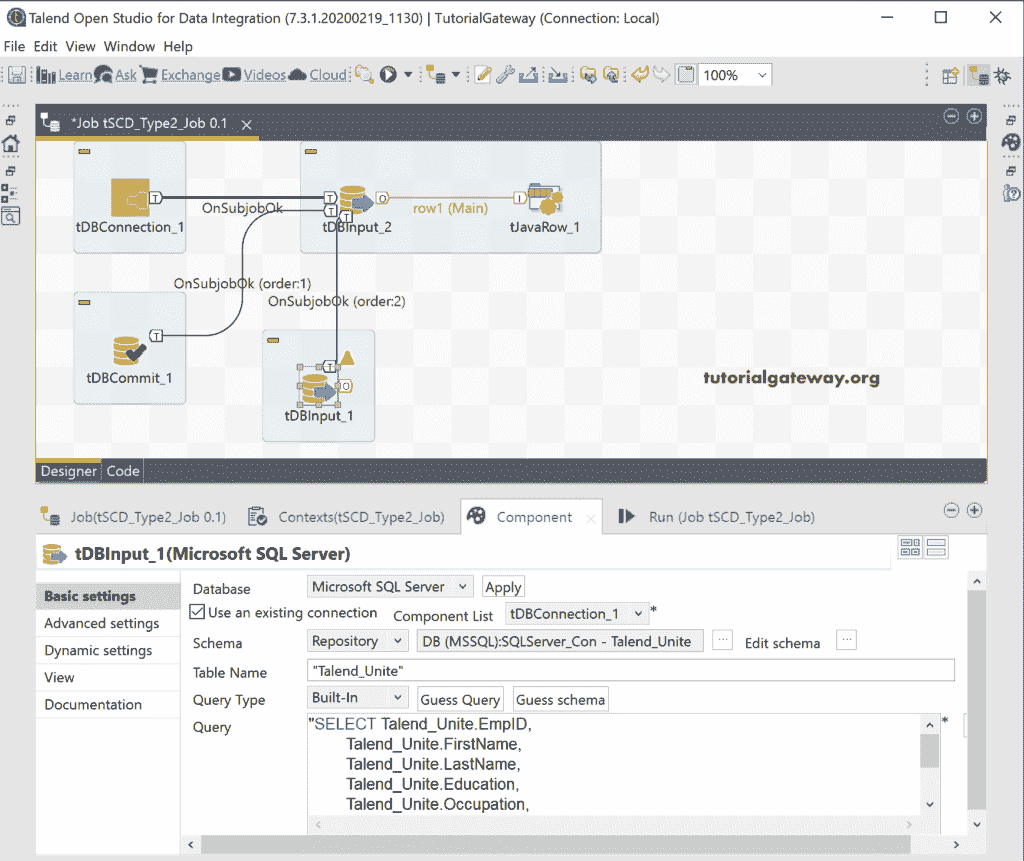 Talend Open Studio for Data Integration (7.3.1.20200219_1130) | TutorialGateway (Connection: Local)
File Edit View Window Help
Learn Ask Exchange Videos Cloud 100%
*Job tSCD_Type2_Job 0.1
T T O I
OnSubjobOk row1 (Main)
T T
tDBConnection_1 tDBInput_2 tJavaRow_1
OnSubjobOk (order:1)
OnSubjobOk (order:2)
T
tDBCommit_1
T
O
tDBInput_1
tutorialgateway.org
Designer Code
Job(tSCD_Type2_Job 0.1) Contexts(tSCD_Type2_Job) Component Run (Job tSCD_Type2_Job)
tDBInput_1(Microsoft SQL Server)
Basic settings
Advanced settings
Dynamic settings
View
Documentation
Database Microsoft SQL Server Apply
Use an existing connection Component List tDBConnection_1 *
Schema Repository DB (MSSQL):SQLServer_Con - Talend_Unite ... Edit schema ...
Table Name "Talend_Unite"
Query Type Built-In Guess Query Guess schema
Query "SELECT Talend_Unite.EmpID, *
Talend_Unite.FirstName,
Talend_Unite.LastName,
Talend_Unite.Education,
Talend_Unite.Occupation,